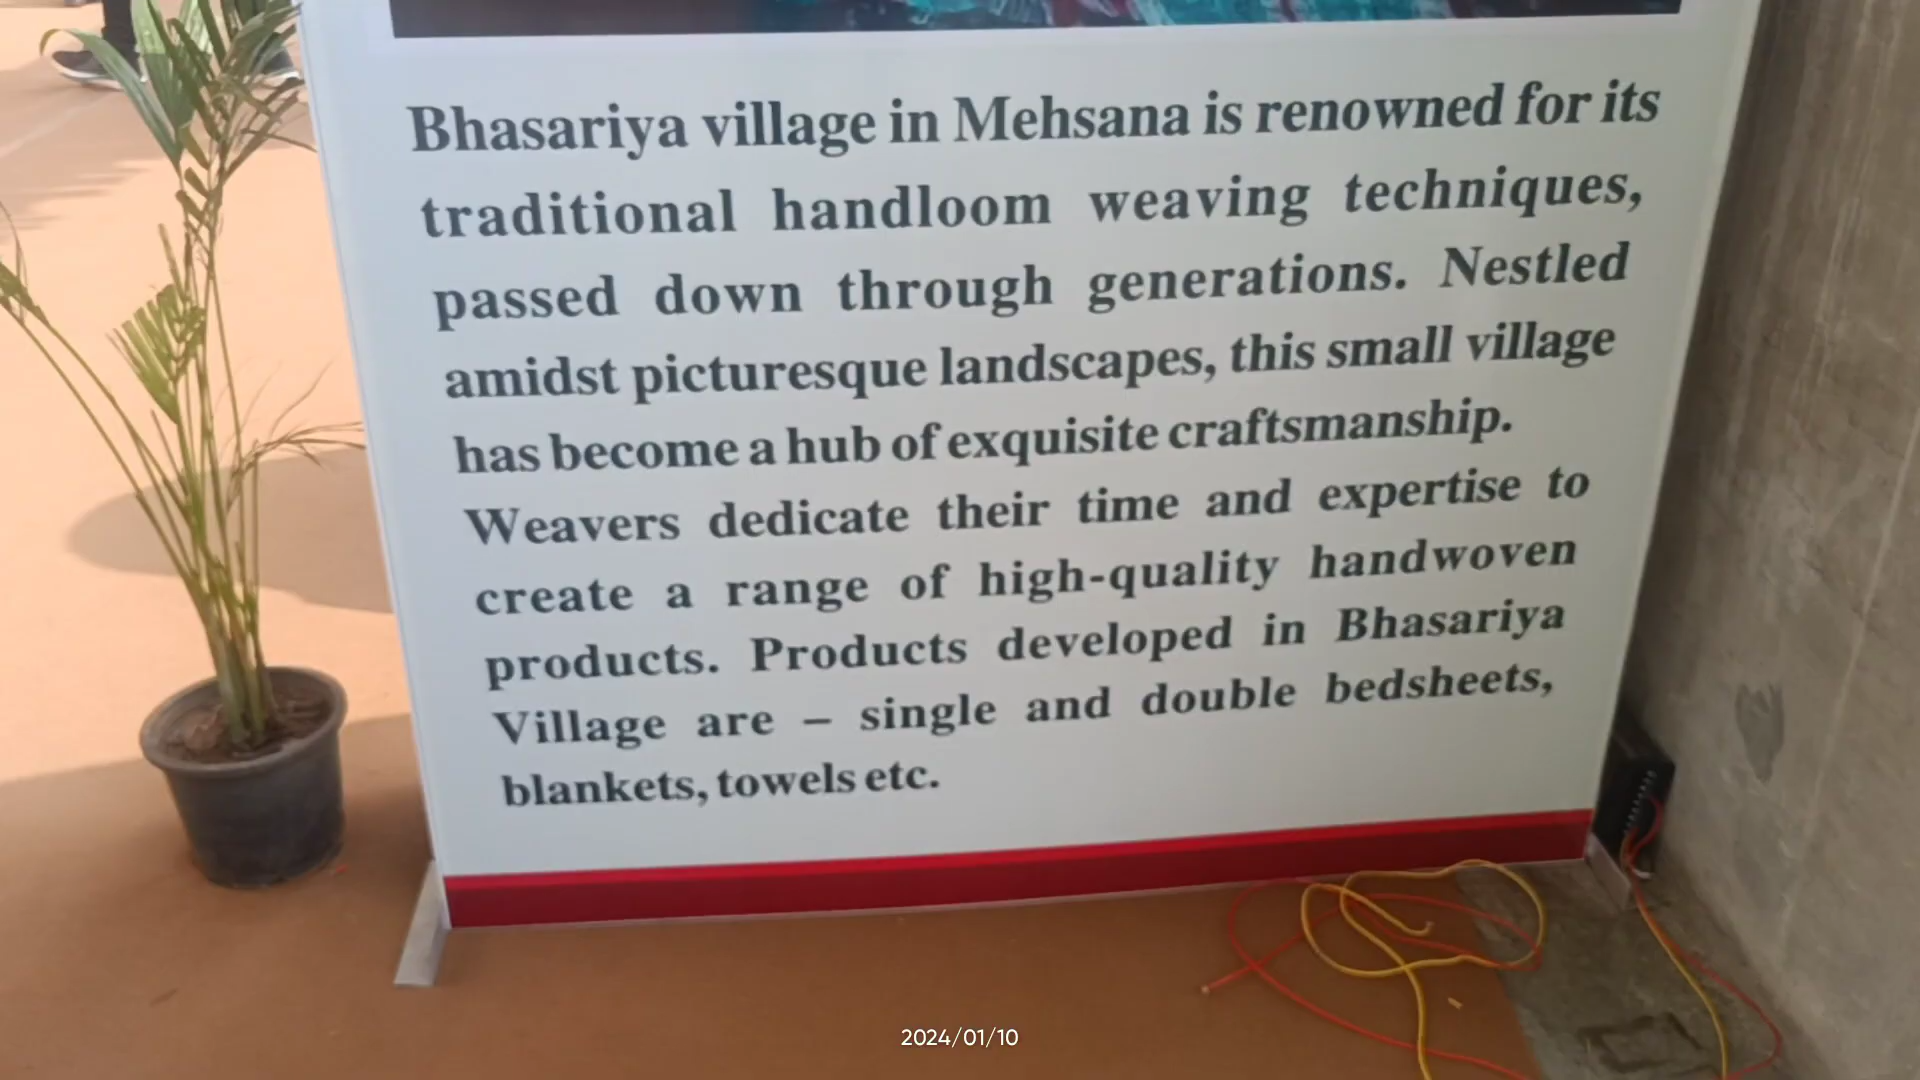 Bhasariya village in Mehsana is renowned for its
traditional handloom weaving techniques,
passed down through generations. Nestled
amidst picturesque landscapes, this small village
has become a hub of exquisite craftsmanship.
Weavers dedicate their time and expertise to
create a range of high-quality handwoven
products. Products developed in Bhasariya
Village are – single and double bedsheets,
blankets, towels etc.
2024/01/10